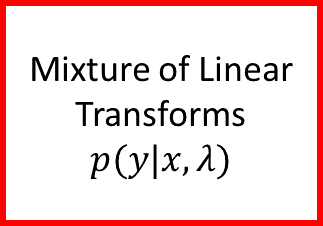 Mixture of Linear
Transforms
p(y|x, λ)